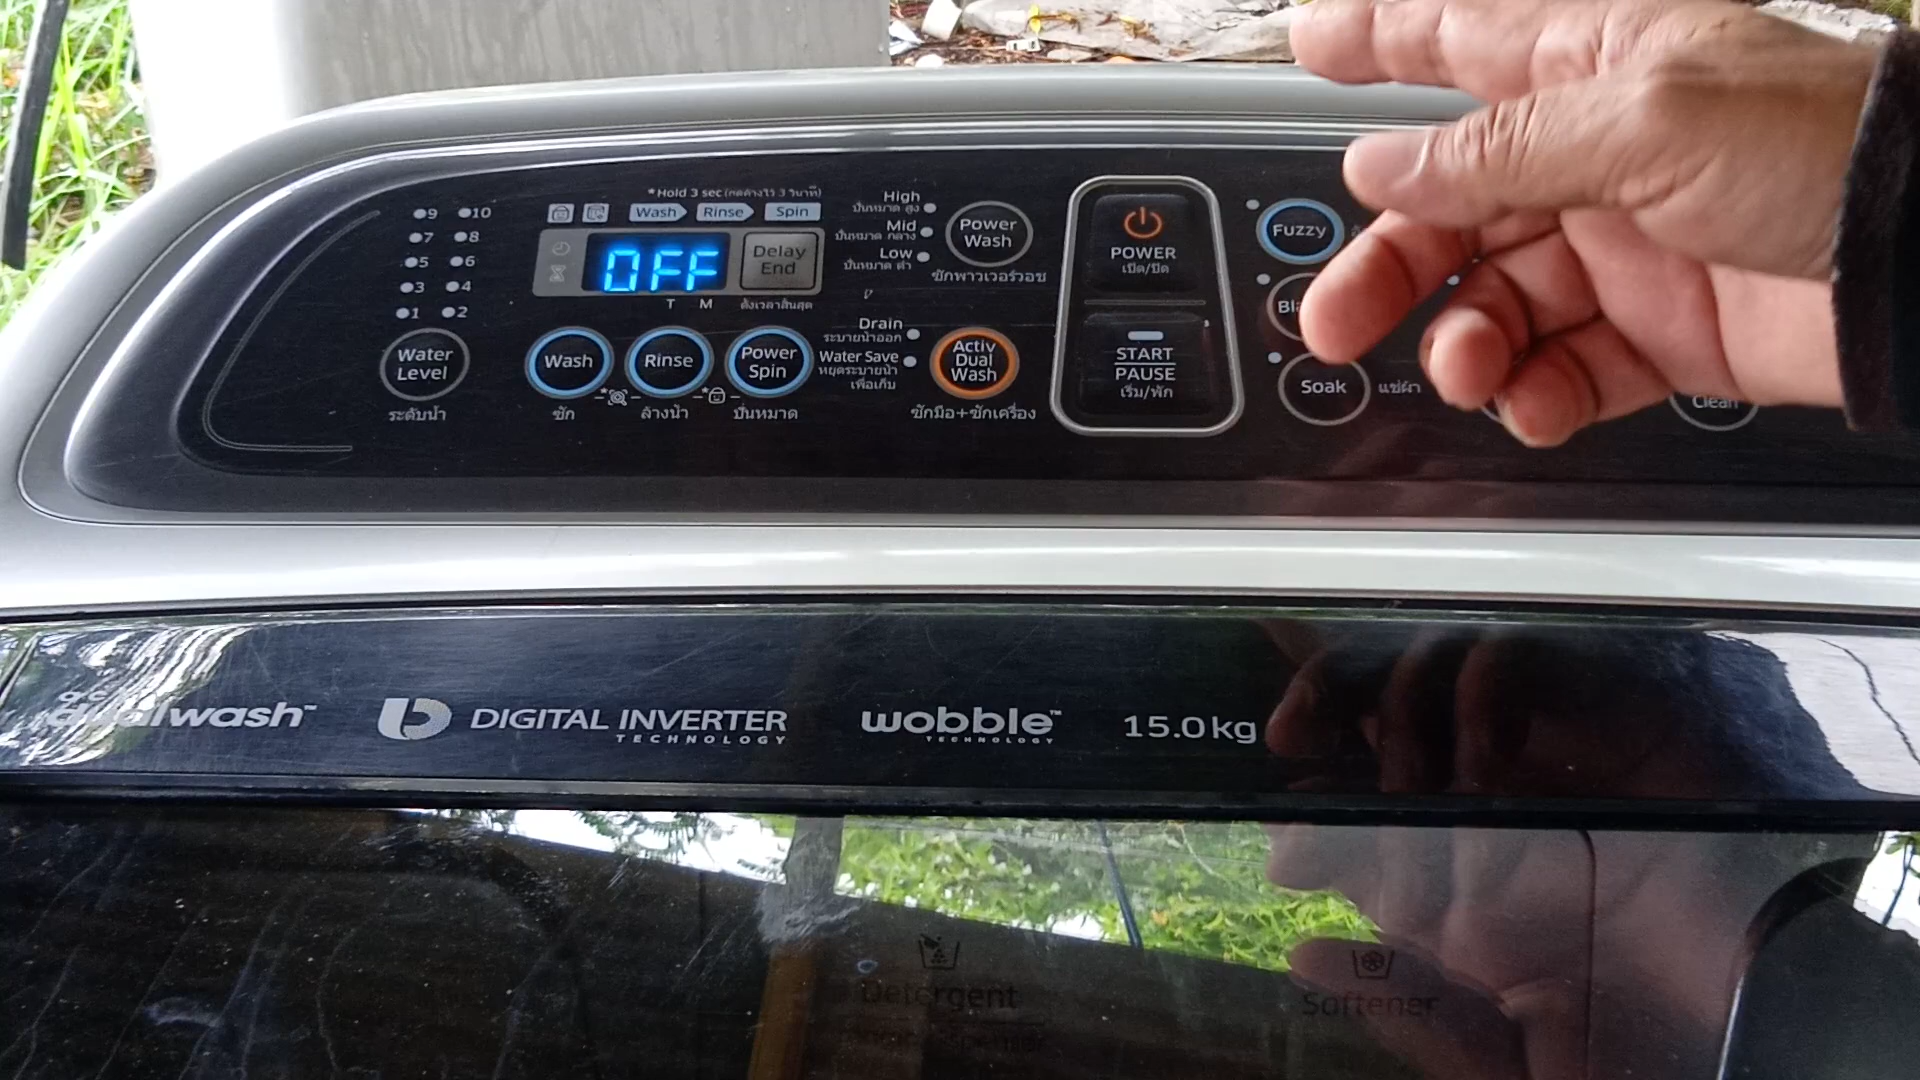 *Hold 3 sec (กดค้างไว้ 3 วินาที)
Wash Rinse Spin
9 10
7 8
5 6
3 4
1 2
Water Level
ระดับน้ำ
OFF
T M
Delay End
ตั้งเวลาสิ้นสุด
Wash
ซัก
Rinse
ล้างน้ำ
Power Spin
ปั่นหมาด
High
ปั่นหมาด สูง
Mid
ปั่นหมาด กลาง
Low
ปั่นหมาด ต่ำ
Power Wash
ซักพาวเวอร์วอช
Drain
ระบายน้ำออก
Water Save
หยุดระบายน้ำ
เพื่อเก็บ
Activ Dual Wash
ซักมือ+ซักเครื่อง
POWER
เปิด/ปิด
START
PAUSE
เริ่ม/พัก
Fuzzy
Soak
แช่ผ้า
Clean
dualwash™
DIGITAL INVERTER
TECHNOLOGY
wobble™
TECHNOLOGY
15.0kg
Detergent
Softener